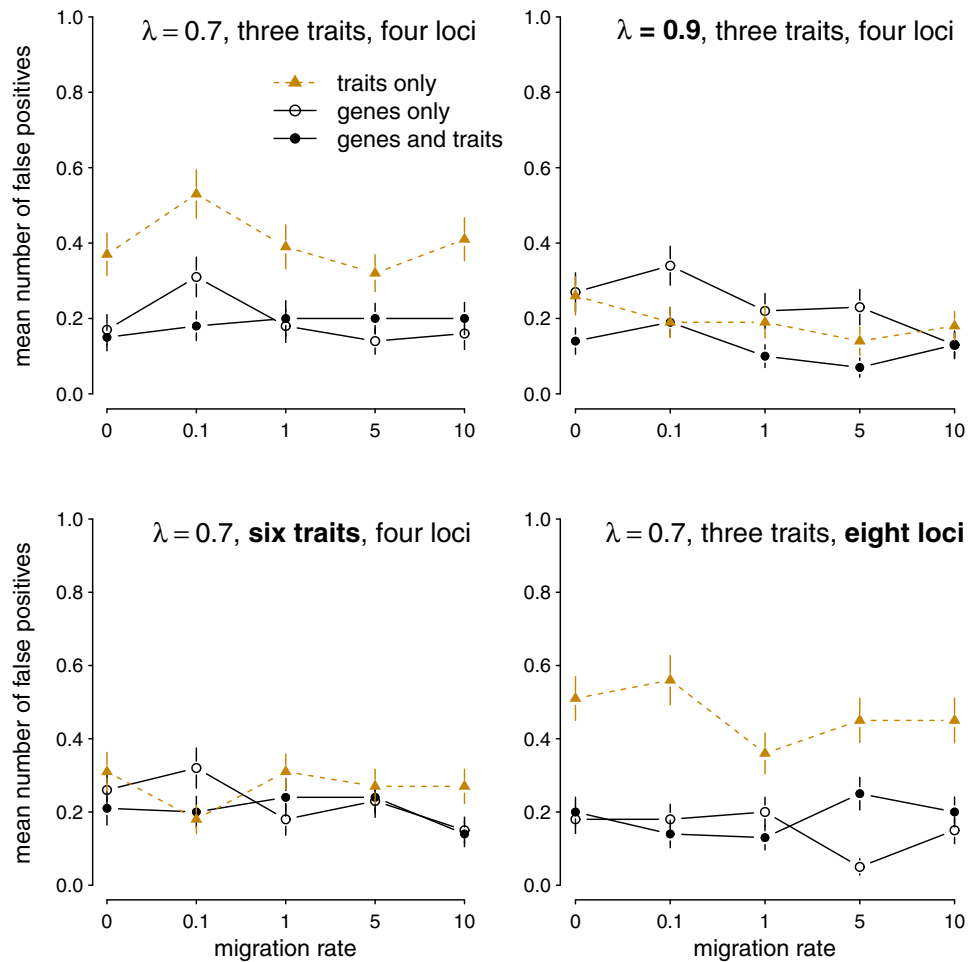 λ = 0.7, three traits, four loci
traits only
genes only
genes and traits
mean number of false positives
1.0
0.8
0.6
0.4
0.2
0.0
0 0.1 1 5 10
λ = 0.9, three traits, four loci
1.0
0.8
0.6
0.4
0.2
0.0
0 0.1 1 5 10
λ = 0.7, six traits, four loci
mean number of false positives
1.0
0.8
0.6
0.4
0.2
0.0
0 0.1 1 5 10
migration rate
λ = 0.7, three traits, eight loci
1.0
0.8
0.6
0.4
0.2
0.0
0 0.1 1 5 10
migration rate